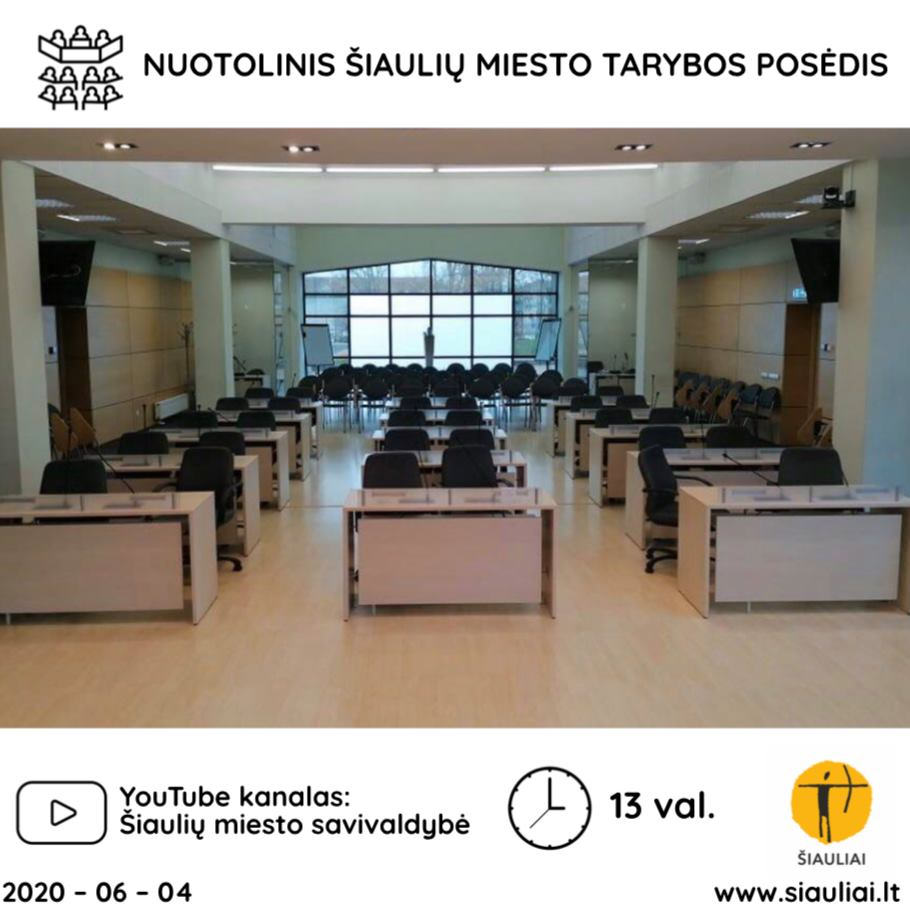 NUOTOLINIS ŠIAULIŲ MIESTO TARYBOS POSĖDIS
YouTube kanalas:
Šiaulių miesto savivaldybė
13 val.
ŠIAULIAI
2020 – 06 – 04
www.siauliai.lt